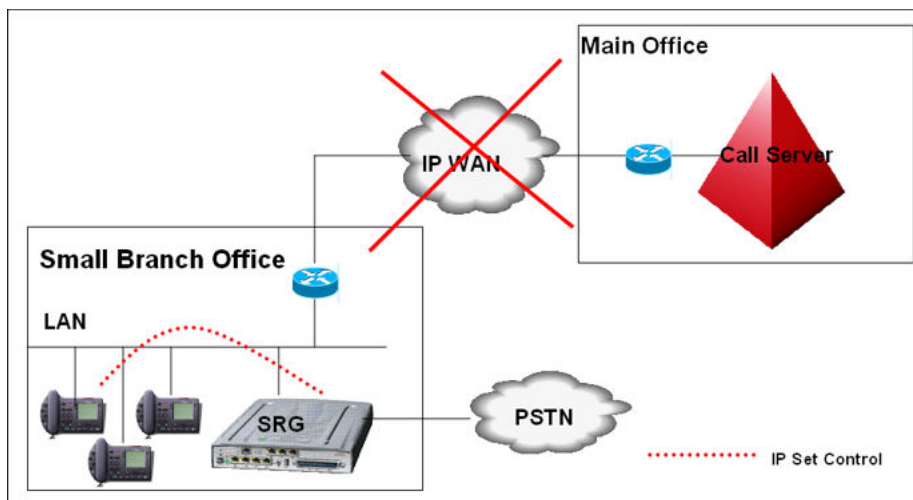 Main Office
Call Server
IP WAN
Small Branch Office
LAN
SRG
PSTN
IP Set Control